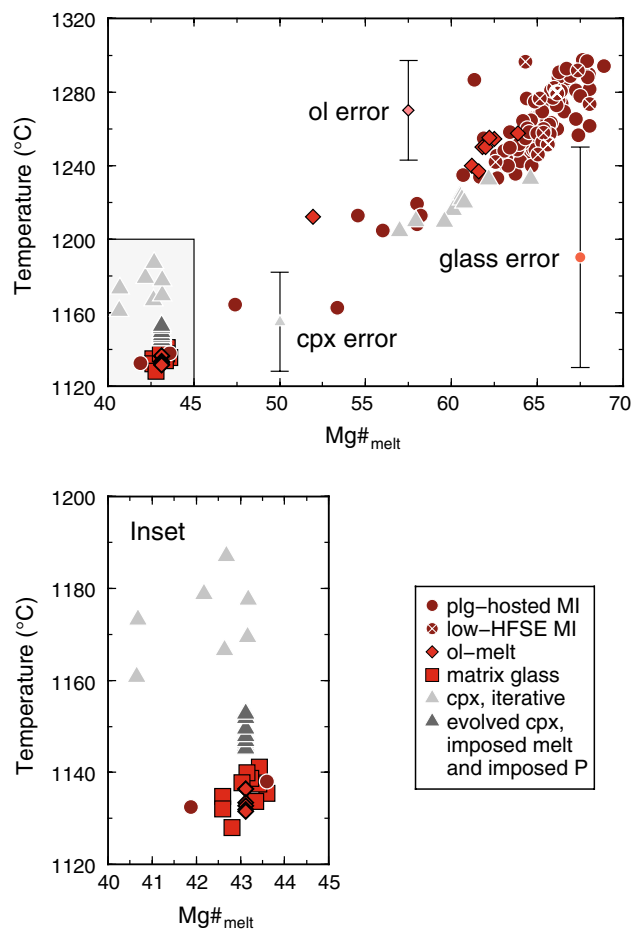 1320
1280
1240
1200
1160
1120
Temperature (°C)
ol error
glass error
cpx error
40 45 50 55 60 65 70
Mg#melt
1200
1180
1160
1140
1120
Temperature (°C)
Inset
40 41 42 43 44 45
Mg#melt
plg-hosted MI
low-HFSE MI
ol-melt
matrix glass
cpx, iterative
evolved cpx,
imposed melt
and imposed P